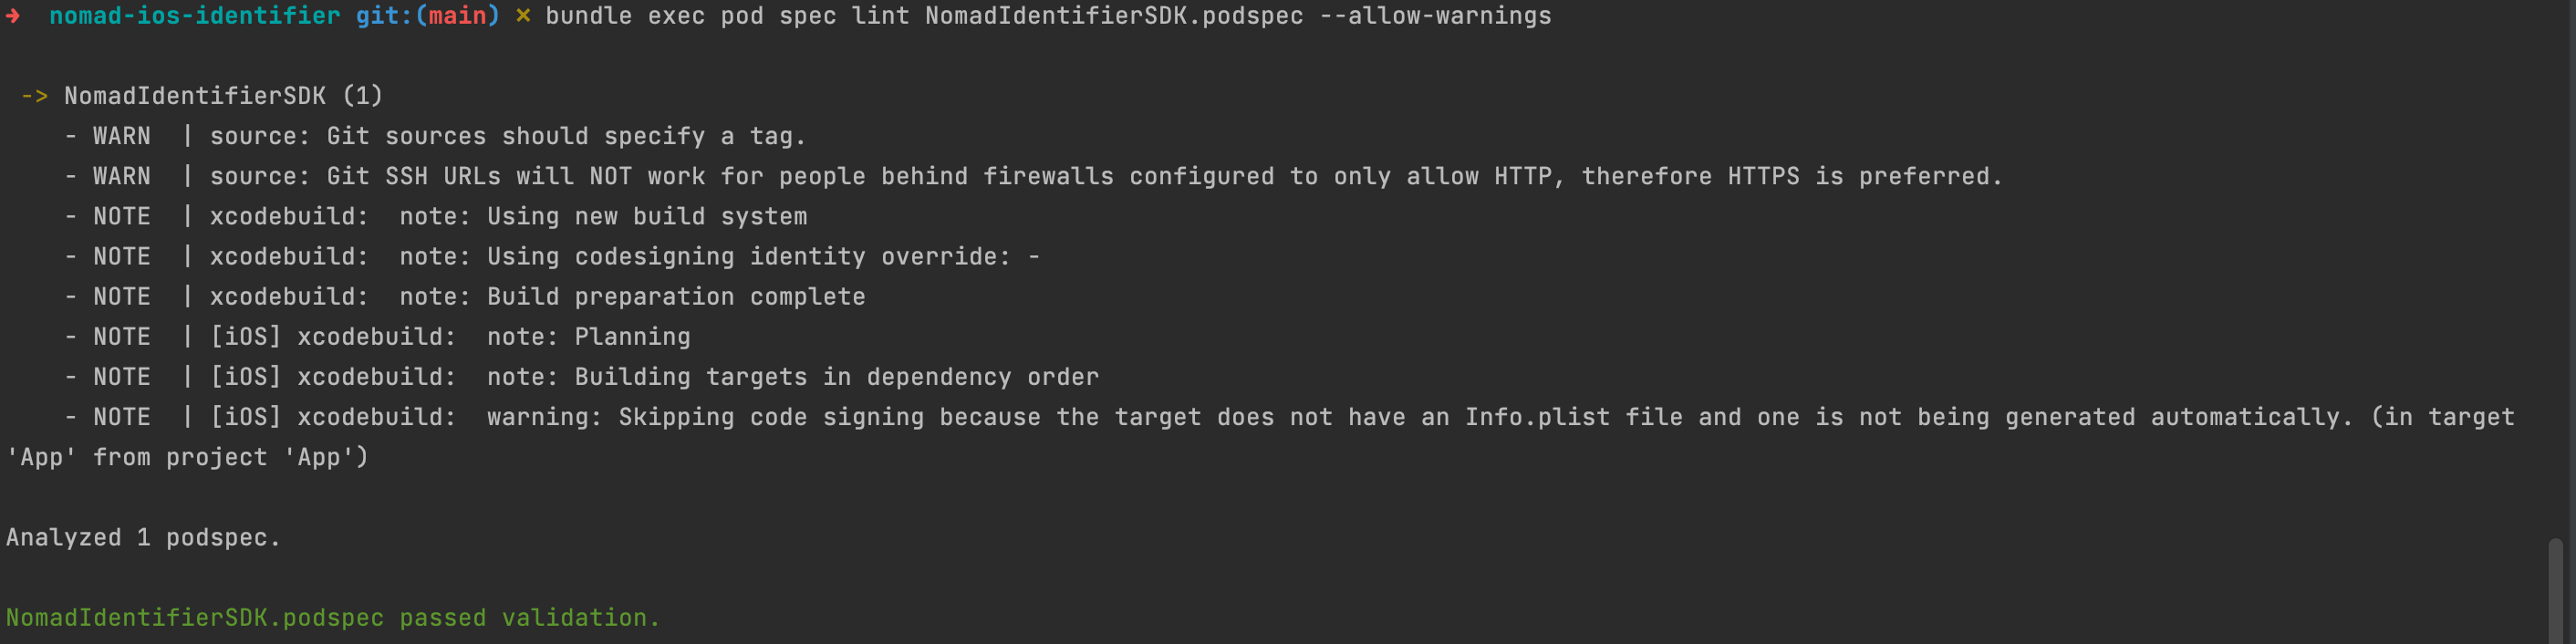 ➜  nomad-ios-identifier git:(main) ✗ bundle exec pod spec lint NomadIdentifierSDK.podspec --allow-warnings
 -> NomadIdentifierSDK (1)
    - WARN  | source: Git sources should specify a tag.
    - WARN  | source: Git SSH URLs will NOT work for people behind firewalls configured to only allow HTTP, therefore HTTPS is preferred.
    - NOTE  | xcodebuild:  note: Using new build system
    - NOTE  | xcodebuild:  note: Using codesigning identity override: -
    - NOTE  | xcodebuild:  note: Build preparation complete
    - NOTE  | [iOS] xcodebuild:  note: Planning
    - NOTE  | [iOS] xcodebuild:  note: Building targets in dependency order
    - NOTE  | [iOS] xcodebuild:  warning: Skipping code signing because the target does not have an Info.plist file and one is not being generated automatically. (in target
'App' from project 'App')
Analyzed 1 podspec.
NomadIdentifierSDK.podspec passed validation.